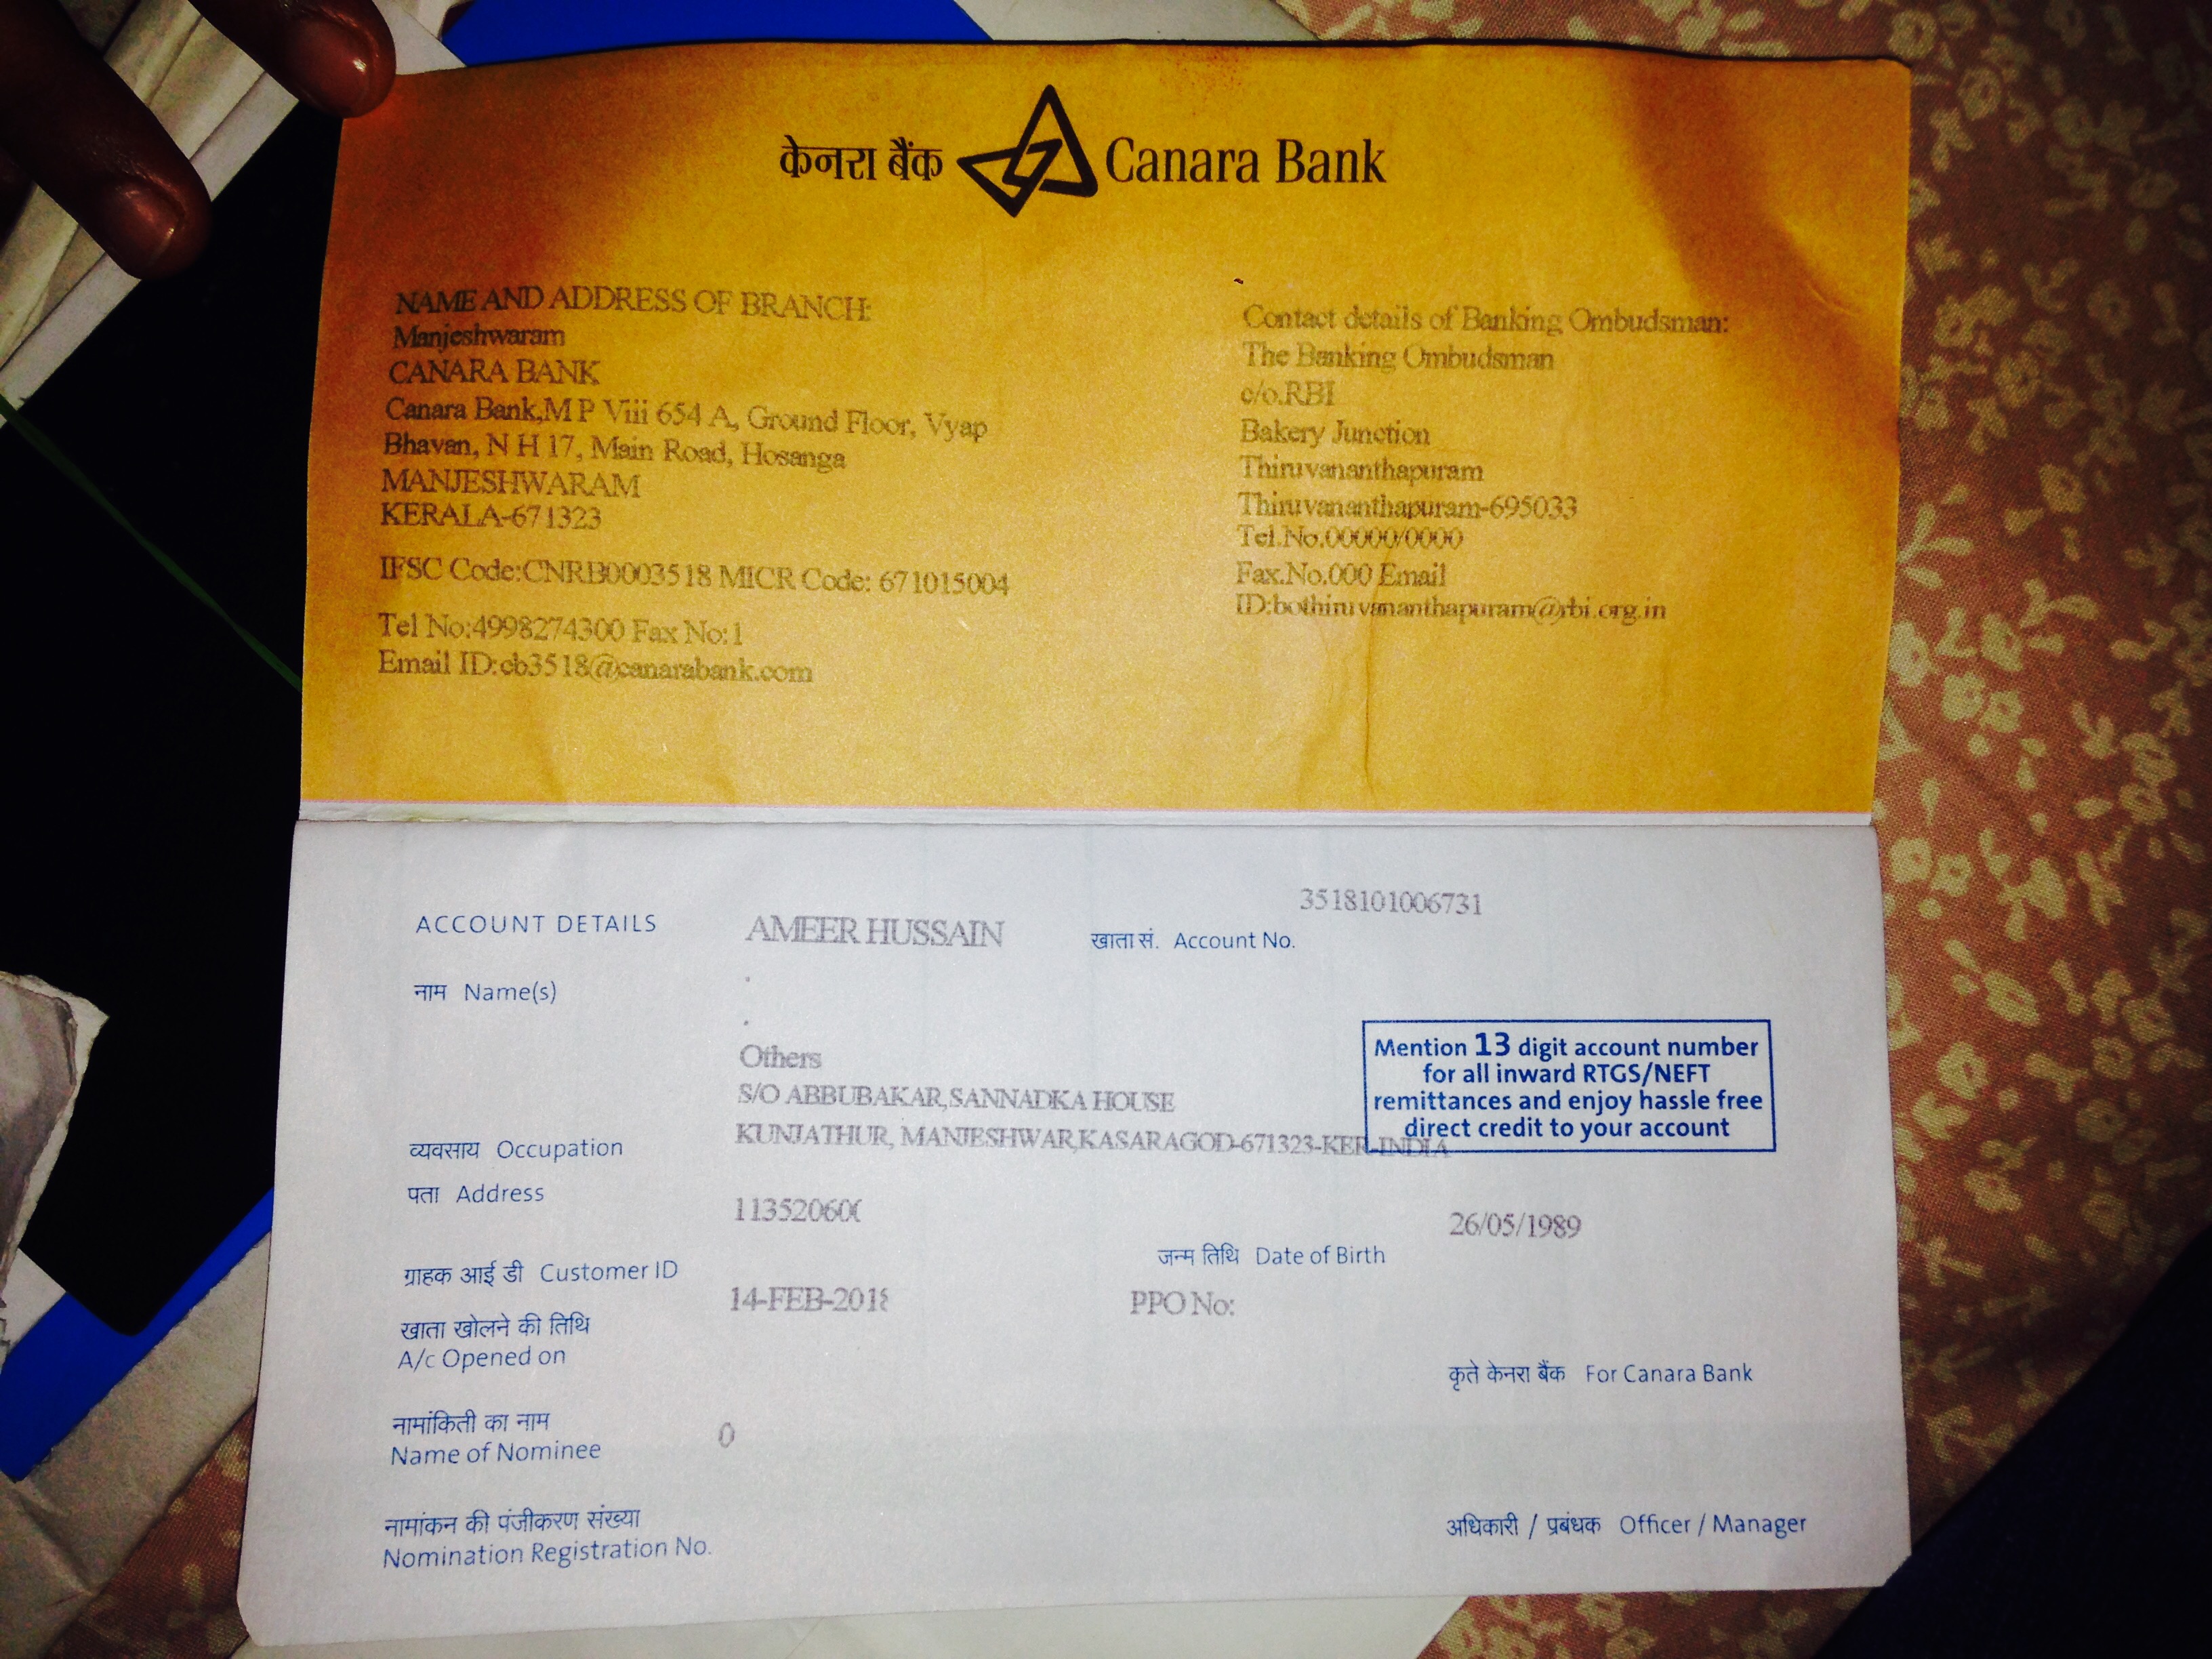 केनरा बैंक Canara Bank
NAME AND ADDRESS OF BRANCH:
Manjeshwaram
CANARA BANK
Canara Bank,M P Viii 654 A, Ground Floor, Vyap
Bhavan, N H 17, Main Road, Hosanga
MANJESHWARAM
KERALA-671323
IFSC Code:CNRB0003518 MICR Code: 671015004
Tel No:4998274300 Fax No:1
Email ID:cb3518@canarabank.com
Contact details of Banking Ombudsman:
The Banking Ombudsman
c/o.RBI
Bakery Junction
Thiruvananthapuram
Thiruvananthapuram-695033
Tel.No.00000/0000
Fax.No.000 Email
ID:bothiruvananthapuram@rbi.org.in
ACCOUNT DETAILS
AMEER HUSSAIN
3518101006731
खाता सं. Account No.
नाम Name(s)
.
.
Others
S/O ABBUBAKAR,SANNADKA HOUSE
KUNJATHUR, MANJESHWAR,KASARAGOD-671323-KER-INDIA
Mention 13 digit account number
for all inward RTGS/NEFT
remittances and enjoy hassle free
direct credit to your account
व्यवसाय Occupation
पता Address
113520600
26/05/1989
ग्राहक आई डी Customer ID
जन्म तिथि Date of Birth
14-FEB-2018
PPO No:
खाता खोलने की तिथि
A/c Opened on
कृते केनरा बैंक For Canara Bank
नामांकिती का नाम
Name of Nominee
0
नामांकन की पंजीकरण संख्या
Nomination Registration No.
अधिकारी / प्रबंधक Officer / Manager